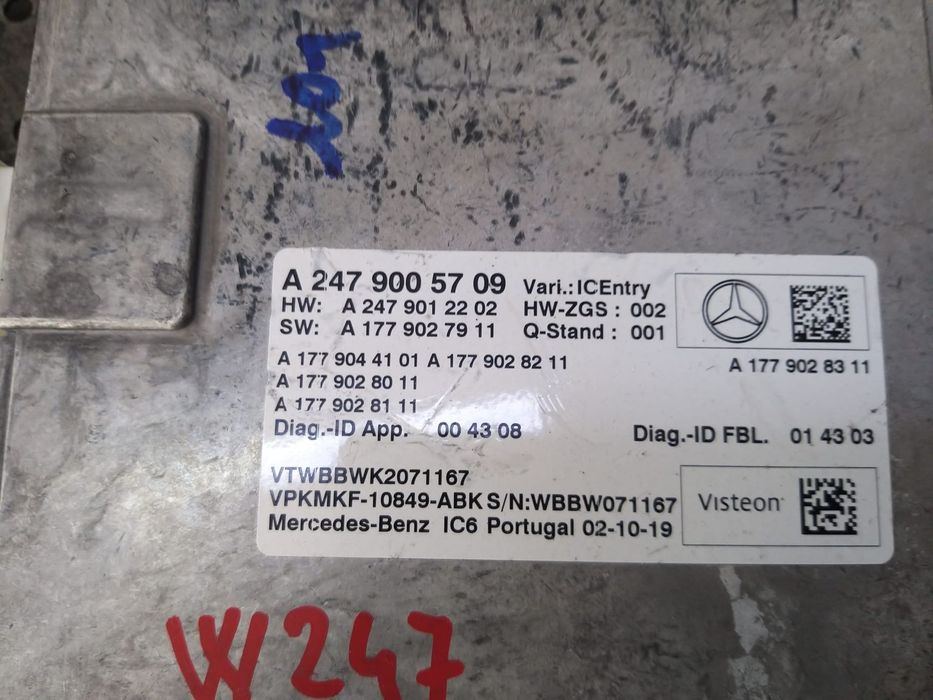 101
A 247 900 57 09 Vari.: ICEntry
HW: A 247 901 22 02 HW-ZGS : 002
SW: A 177 902 79 11 Q-Stand : 001
A 177 904 41 01 A 177 902 82 11 A 177 902 83 11
A 177 902 80 11
A 177 902 81 11
Diag.-ID App. 00 43 08 Diag.-ID FBL. 01 43 03
VTWBBWK2071167
VPKMKF-10849-ABK S/N:WBBW071167 Visteon
Mercedes-Benz IC6 Portugal 02-10-19
W247